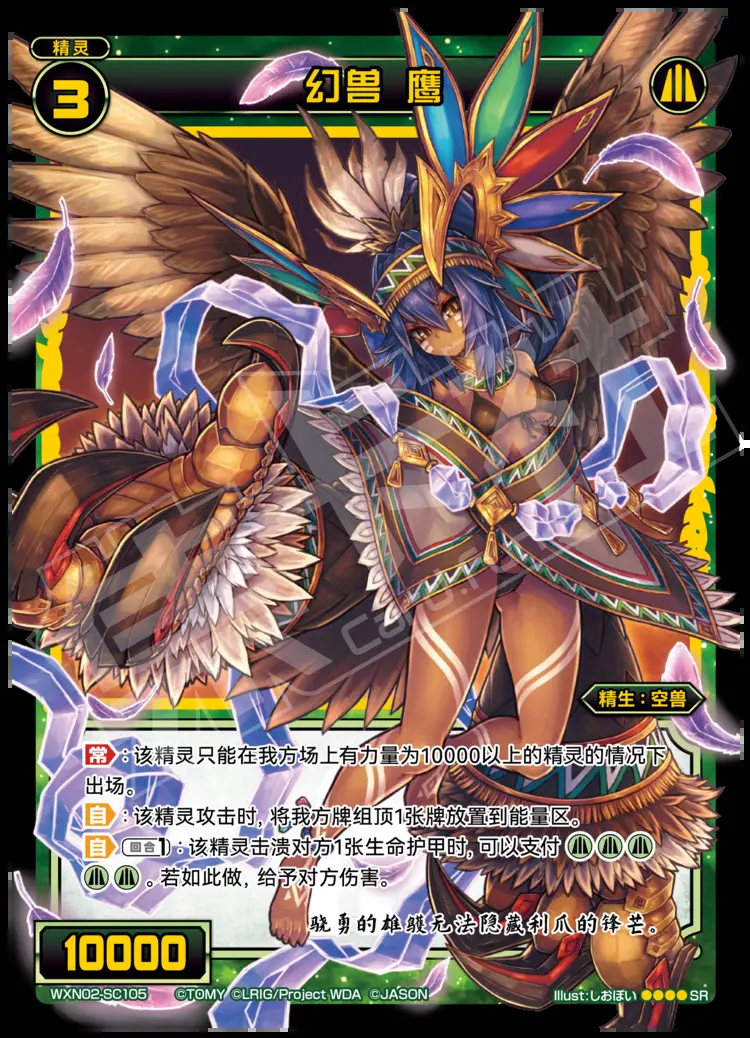 精灵
3
幻兽 鹰
精生：空兽
常：该精灵只能在我方场上有力量为10000以上的精灵的情况下
出场。
自：该精灵攻击时，将我方牌组顶1张牌放置到能量区。
自 回合1：该精灵击溃对方1张生命护甲时，可以支付
。若如此做，给予对方伤害。
骁勇的雄鹱无法隐藏利爪的锋芒。
10000
WXN02-SC105 ©TOMY ©LRIG/Project WDA ©JASON Illust:しおぼい SR